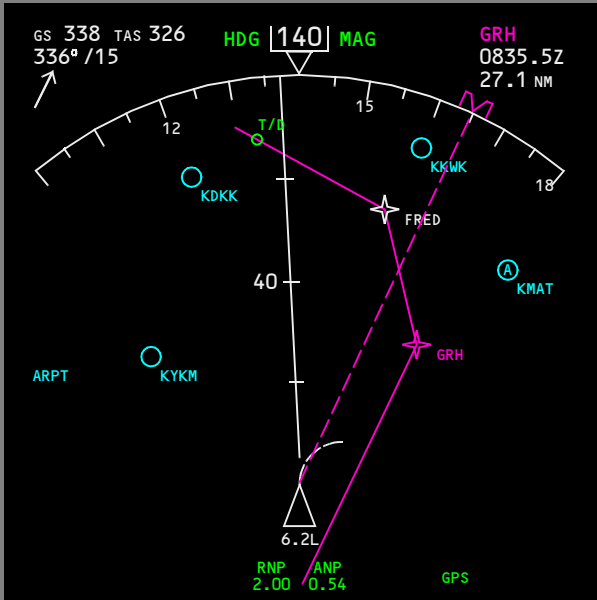 GS 338 TAS 326
336° /15
HDG 140 MAG
GRH
0835.5Z
27.1 NM
12
15
18
T/D
KKWK
KDKK
FRED
KMAT
A
40
GRH
ARPT
KYKM
6.2L
RNP ANP
2.00 0.54
GPS